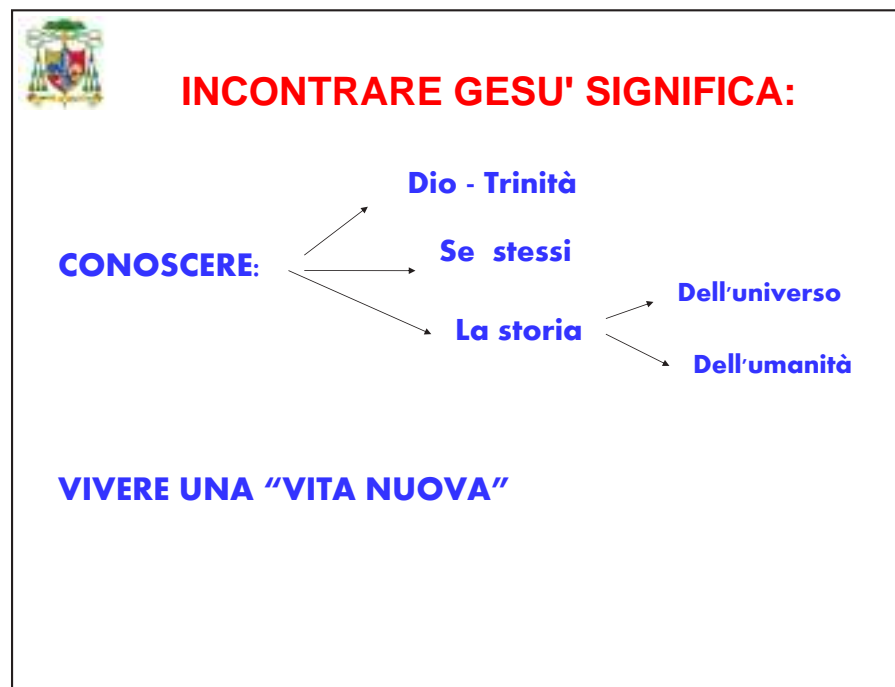 INCONTRARE GESU' SIGNIFICA:
Dio - Trinità
CONOSCERE:
Se stessi
La storia
Dell'universo
Dell'umanità
VIVERE UNA “VITA NUOVA”